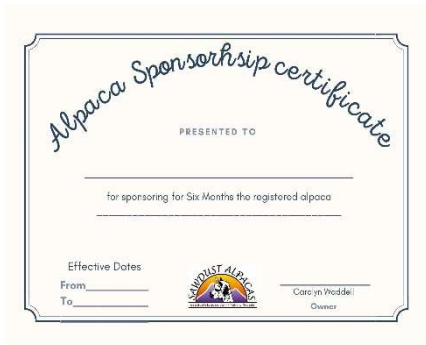 Alpaca Sponsorhsip certificate
PRESENTED TO
for sponsoring for Six Months the registered alpaca
Effective Dates
From
To
SAWDUST ALPACAS
Carolyn Waddell
Owner